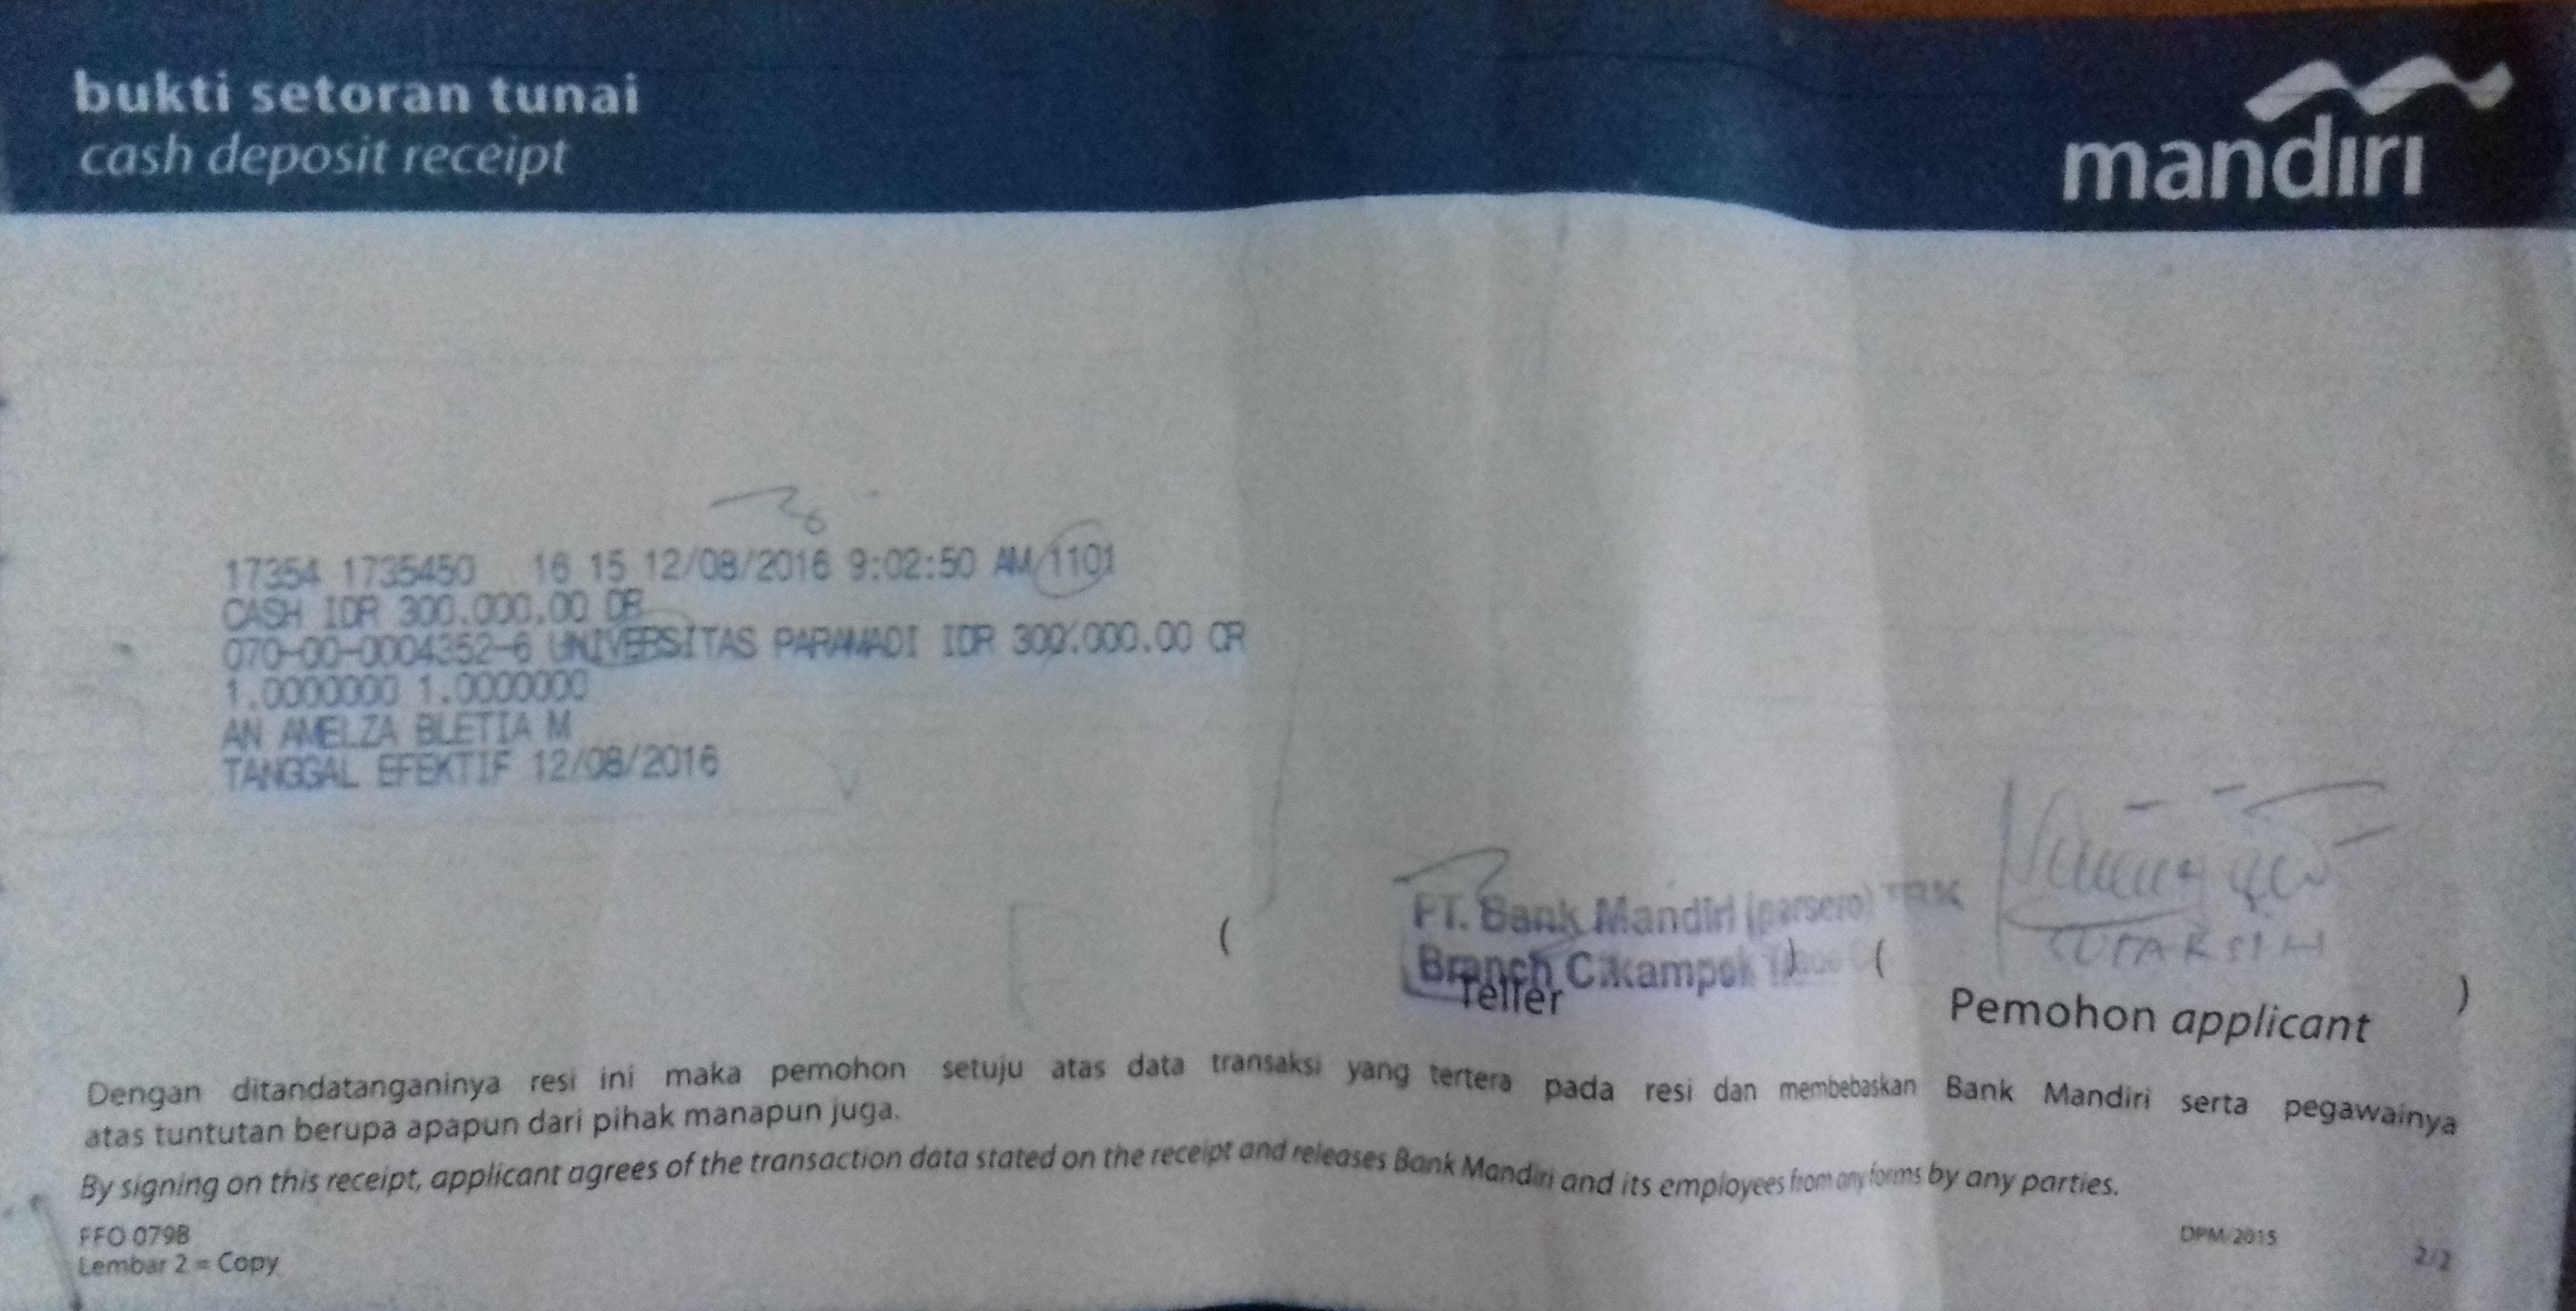 bukti setoran tunai
cash deposit receipt
mandiri
17354 1735450 16 15 12/08/2016 9:02:50 AM 1101
CASH IDR 300,000.00 DR
070-00-0004352-6 UNIVERSITAS PARAMADI IDR 300,000.00 CR
1.0000000 1.0000000
AN AMELZA BLETIA M
TANGGAL EFEKTIF 12/08/2016
PT. Bank Mandiri (persero) TBK
Branch Cikampek
( ) ( )
Teller
Pemohon applicant
Dengan ditandatanganinya resi ini maka pemohon setuju atas data transaksi yang tertera pada resi dan membebaskan Bank Mandiri serta pegawainya
atas tuntutan berupa apapun dari pihak manapun juga.
By signing on this receipt, applicant agrees of the transaction data stated on the receipt and releases Bank Mandiri and its employees from any forms by any parties.
FFO 079B
Lembar 2 = Copy
DPM 2015
2/2